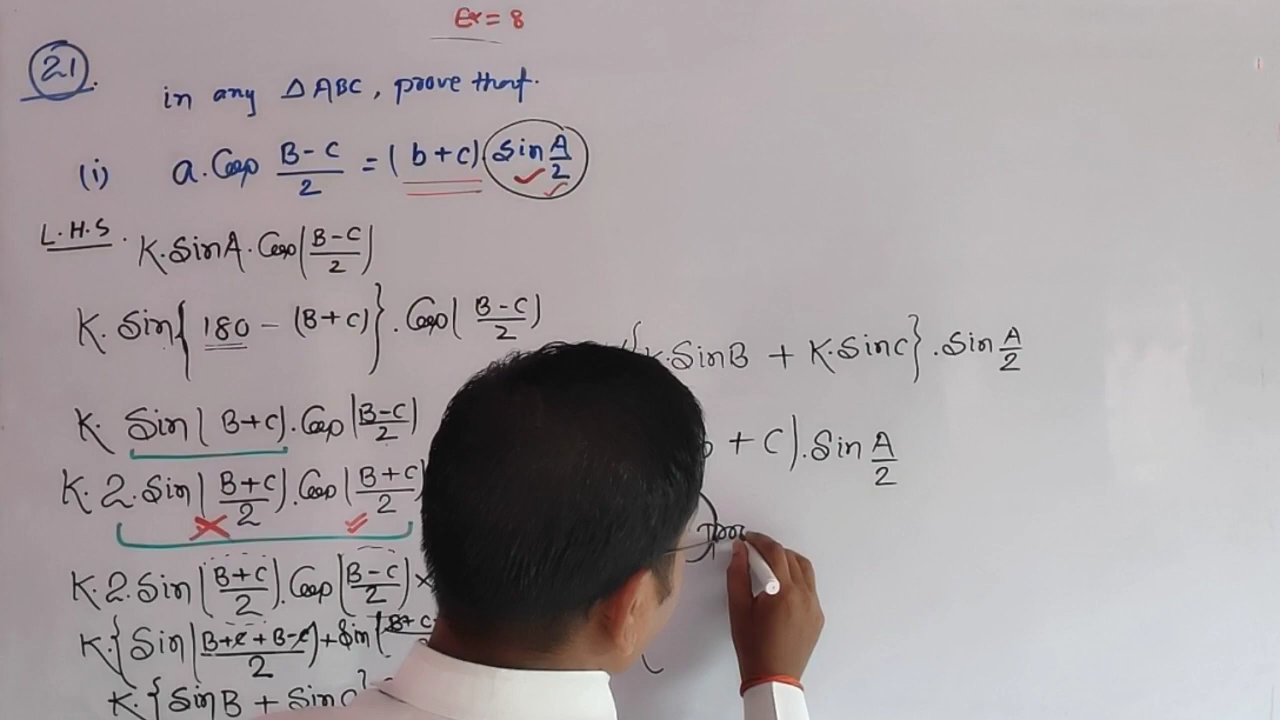 Ex = 8
21.
in any △ABC, prove that.
(i) a.Cos B-C/2 = (b+c) Sin A/2
L.H.S. K.SinA.Cos(B-C/2)
K. Sin{180 - (B+C)}.Cos(B-C/2)
K. Sin(B+C).Cos(B-C/2)
K. 2.Sin(B+C/2).Cos(B+C/2)
K.2.Sin(B+C/2).Cos(B-C/2) ×
K{Sin(B+C+B-C/2)+Sin(B+C
K.{SinB + SinC}
{K.SinB + K.SinC}.Sin A/2
+ C).Sin A/2